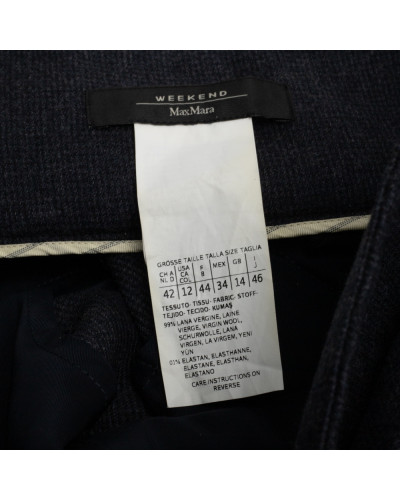 WEEKEND
MaxMara
GRÖSSE TAILLE TALLA SIZE TAGLIA
CH A USA F MEX GB I
NL D CA B J
COL
42 12 44 34 14 46
TESSUTO-TISSU-FABRIC-STOFF-
TEJIDO-TECIDO-KUMAŞ
99% LANA VERGINE, LAINE
VIERGE, VIRGIN WOOL,
SCHURWOLLE, LANA
VIRGEN, LA VIRGEM, YENI
YÜN
01% ELASTAN, ELASTHANNE,
ELASTANE, ELASTHAN,
ELASTANO
CARE INSTRUCTIONS ON
REVERSE